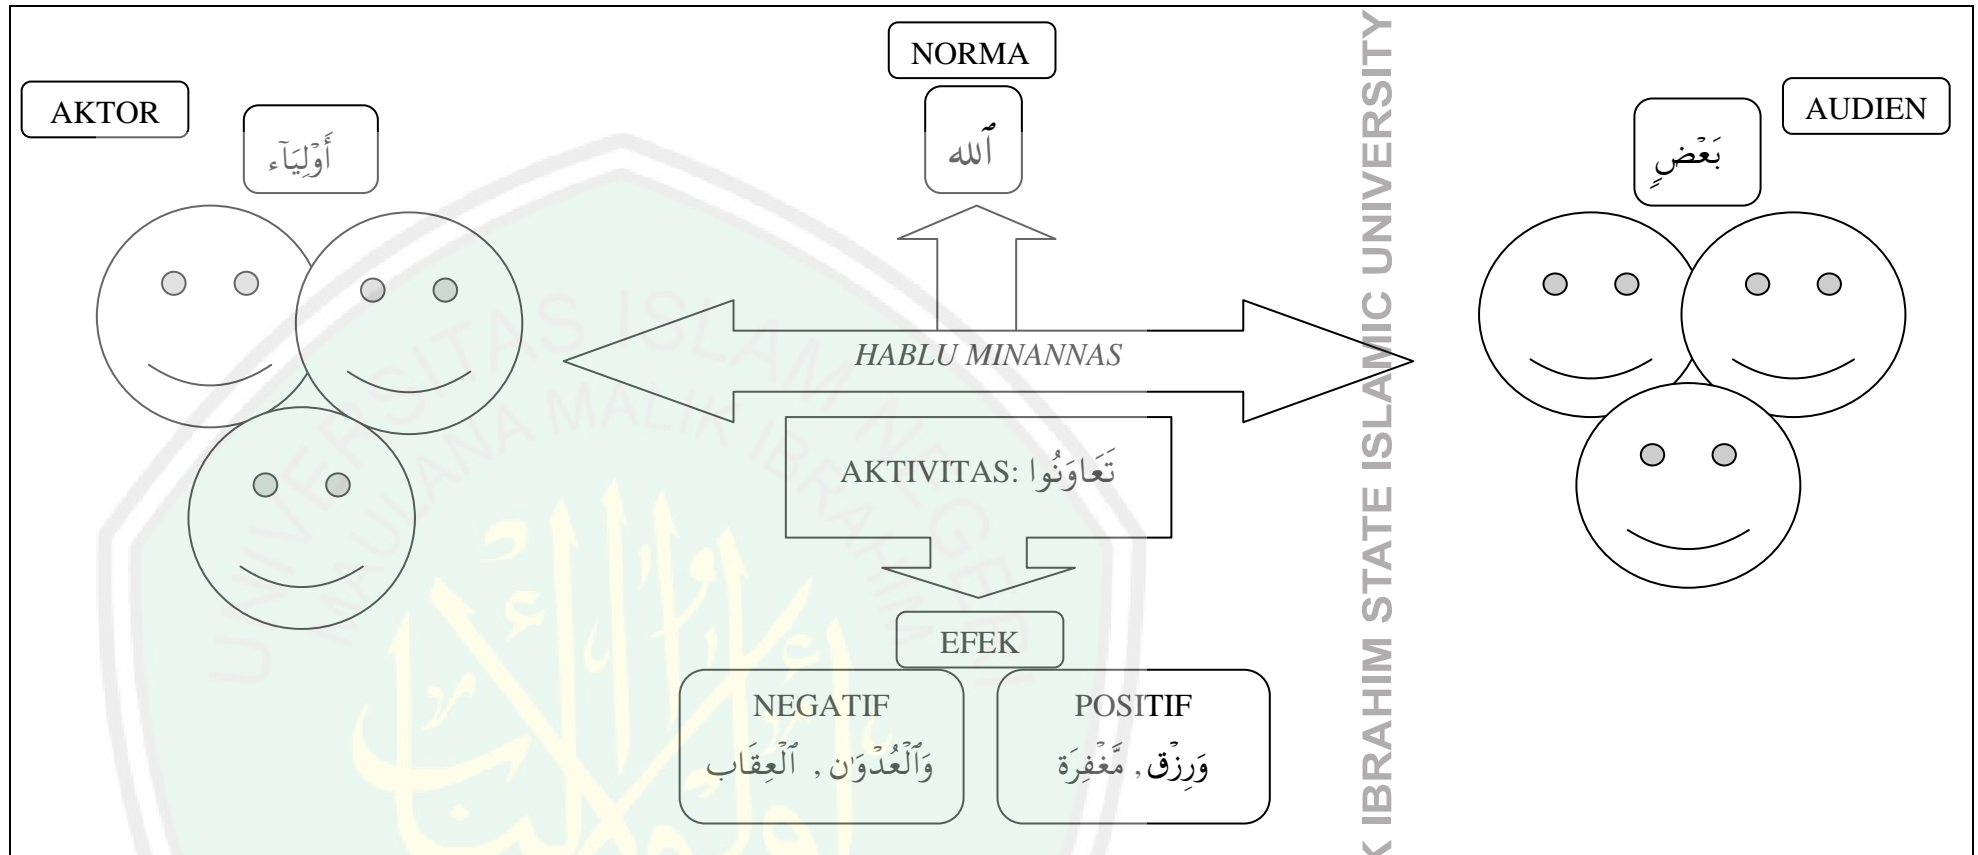 NORMA
AKTOR
AUDIEN
أَوۡلِيَآء
ٱلله
بَعۡضٖ
HABLU MINANNAS
AKTIVITAS: تَعَاوَنُوا
EFEK
NEGATIF
وَٱلۡعُدۡوَٰن , ٱلۡعِقَاب
POSITIF
وَرِزۡق , مَّغۡفِرَة
UNIVERSITAS ISLAM NEGERI
MAULANA MALIK IBRAHIM
K IBRAHIM STATE ISLAMIC UNIVERSITY